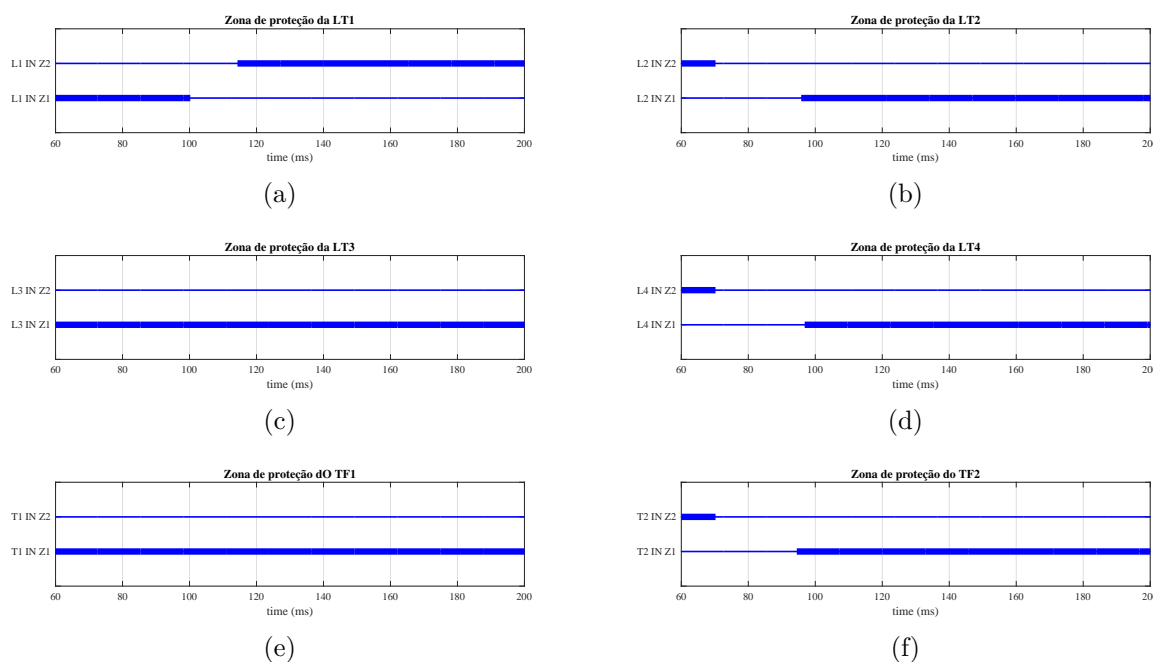 Zona de proteção da LT1
L1 IN Z2
L1 IN Z1
60 80 100 120 140 160 180 200
time (ms)
(a)
Zona de proteção da LT2
L2 IN Z2
L2 IN Z1
60 80 100 120 140 160 180 200
time (ms)
(b)
Zona de proteção da LT3
L3 IN Z2
L3 IN Z1
60 80 100 120 140 160 180 200
time (ms)
(c)
Zona de proteção da LT4
L4 IN Z2
L4 IN Z1
60 80 100 120 140 160 180 200
time (ms)
(d)
Zona de proteção dO TF1
T1 IN Z2
T1 IN Z1
60 80 100 120 140 160 180 200
time (ms)
(e)
Zona de proteção do TF2
T2 IN Z2
T2 IN Z1
60 80 100 120 140 160 180 200
time (ms)
(f)